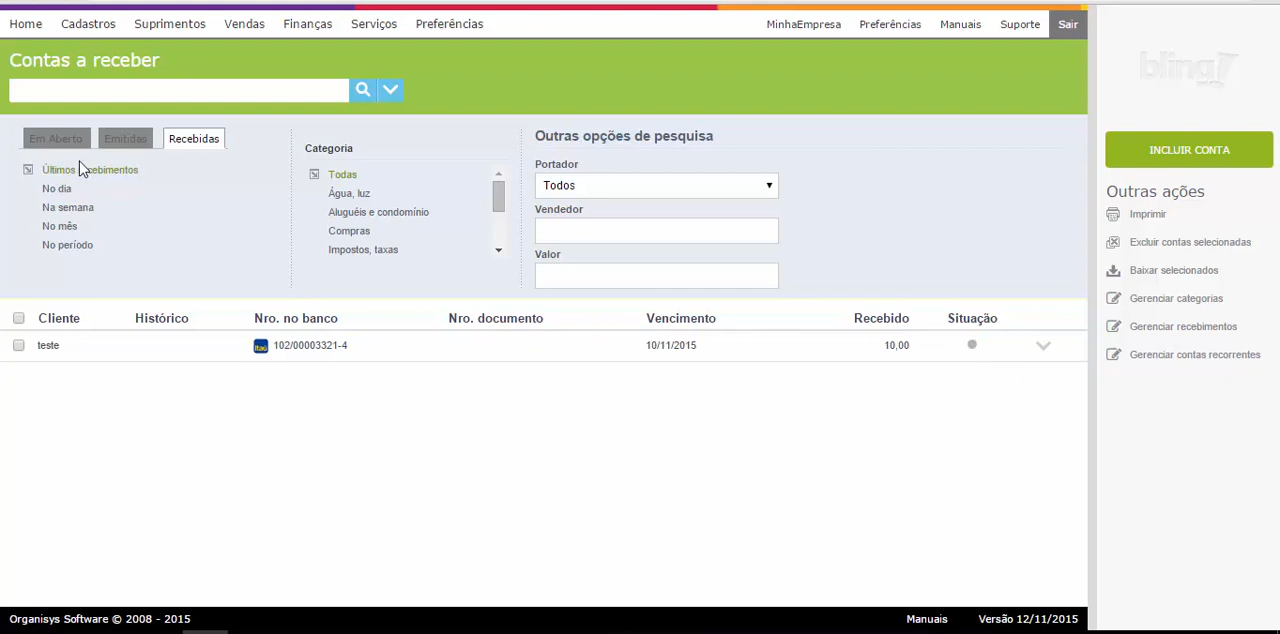 Home Cadastros Suprimentos Vendas Finanças Serviços Preferências MinhaEmpresa Preferências Manuais Suporte Sair
Contas a receber
bling
Em Aberto Emitidas Recebidas
Categoria
Outras opções de pesquisa
INCLUIR CONTA
Últimos
No dia
Na semana
No mês
No período
Todas
Água, luz
Aluguéis e condomínio
Compras
Impostos, taxas
Portador
Todos
Vendedor
Valor
Outras ações
Imprimir
Excluir contas selecionadas
Baixar selecionados
Gerenciar categorias
Gerenciar recebimentos
Gerenciar contas recorrentes
Cliente Histórico Nro. no banco Nro. documento Vencimento Recebido Situação
teste Itaú 102/00003321-4 10/11/2015 10,00
Organisys Software © 2008 - 2015 Manuais Versão 12/11/2015